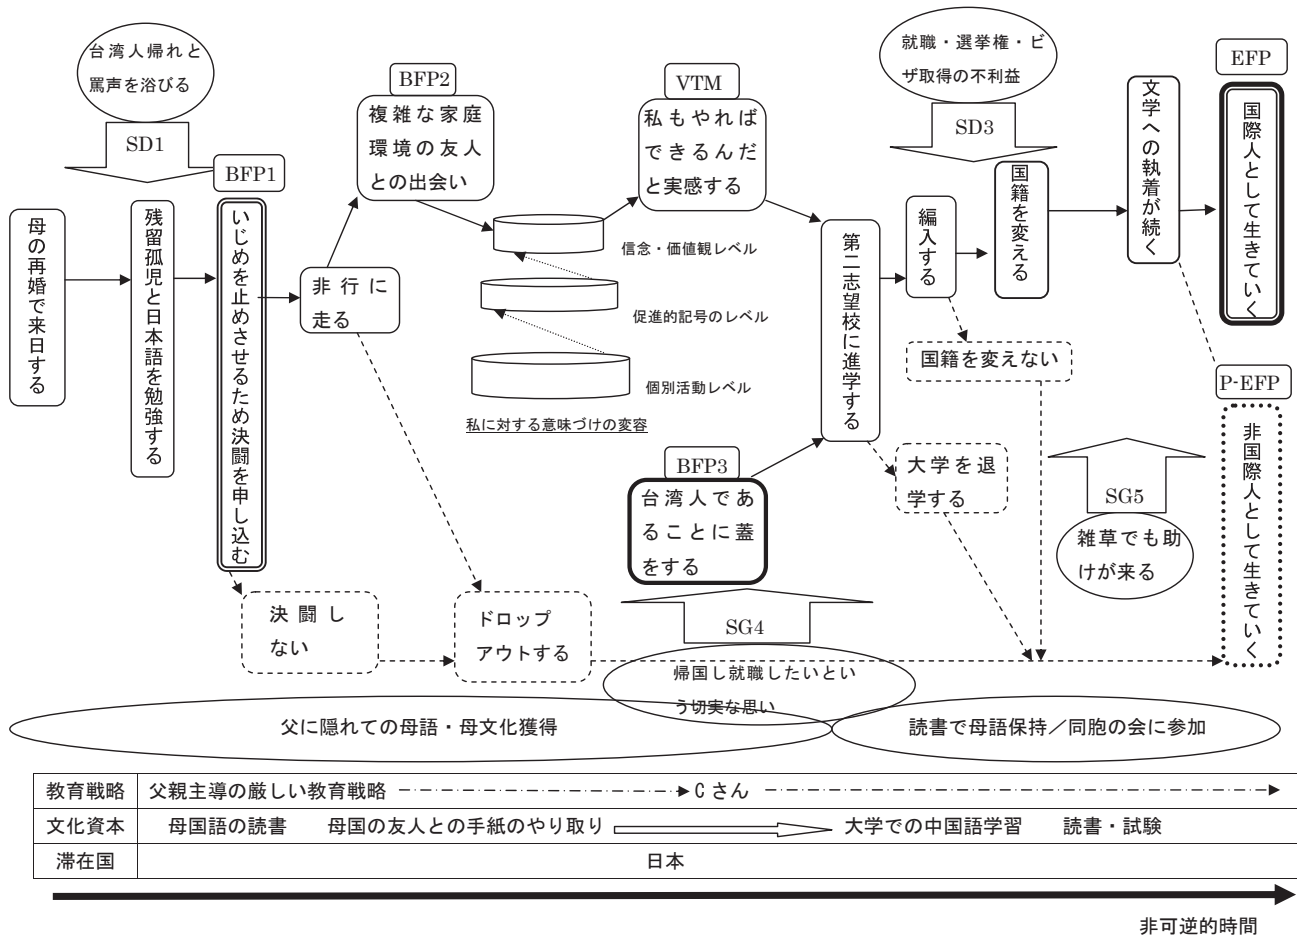 台湾人帰れと
罵声を浴びる
SD1
BFP1
母の再婚で来日する
残留孤児と日本語を勉強する
いじめを止めさせるため決闘を申し込む
決闘し
ない
非行に
走る
BFP2
複雑な家庭
環境の友人
との出会い
信念・価値観レベル
促進的記号のレベル
個別活動レベル
私に対する意味づけの変容
ドロップ
アウトする
VTM
私もやれば
できるんだ
と実感する
BFP3
台湾人であ
ることに蓋
をする
SG4
帰国し就職したいとい
う切実な思い
第二志望校に進学する
大学を退
学する
就職・選挙権・ビ
ザ取得の不利益
SD3
編入する
国籍を変える
国籍を変えない
SG5
雑草でも助
けが来る
文学への執着が続く
EFP
国際人として生きていく
P-EFP
非国際人として生きていく
父に隠れての母語・母文化獲得
読書で母語保持／同胞の会に参加
教育戦略 父親主導の厳しい教育戦略 Cさん
文化資本 母国語の読書 母国の友人との手紙のやり取り 大学での中国語学習 読書・試験
滞在国 日本
非可逆的時間